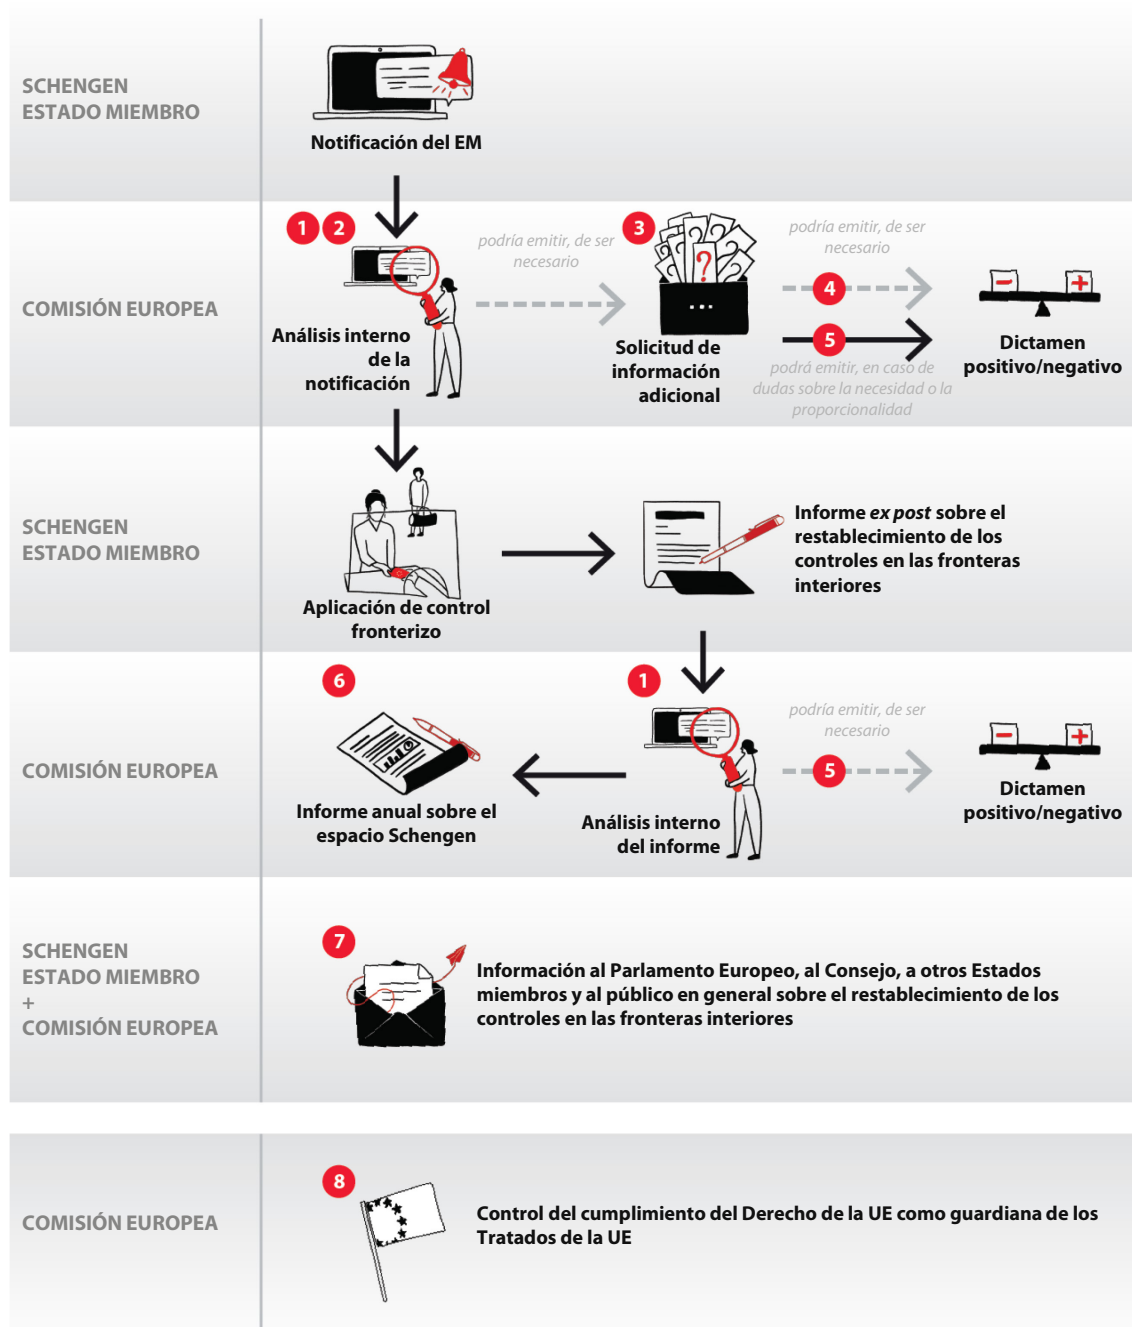 SCHENGEN
ESTADO MIEMBRO
Notificación del EM
COMISIÓN EUROPEA
1 2
Análisis interno
de la
notificación
podría emitir, de ser
necesario
3
?
...
Solicitud de
información
adicional
podría emitir, de ser
necesario
4
5
podrá emitir, en caso de
dudas sobre la necesidad o la
proporcionalidad
- +
Dictamen
positivo/negativo
SCHENGEN
ESTADO MIEMBRO
Aplicación de control
fronterizo
Informe ex post sobre el
restablecimiento de los
controles en las fronteras
interiores
COMISIÓN EUROPEA
6
Informe anual sobre el
espacio Schengen
1
Análisis interno
del informe
podría emitir, de ser
necesario
5
- +
Dictamen
positivo/negativo
SCHENGEN
ESTADO MIEMBRO
+
COMISIÓN EUROPEA
7
Información al Parlamento Europeo, al Consejo, a otros Estados
miembros y al público en general sobre el restablecimiento de los
controles en las fronteras interiores
COMISIÓN EUROPEA
8
Control del cumplimiento del Derecho de la UE como guardiana de los
Tratados de la UE